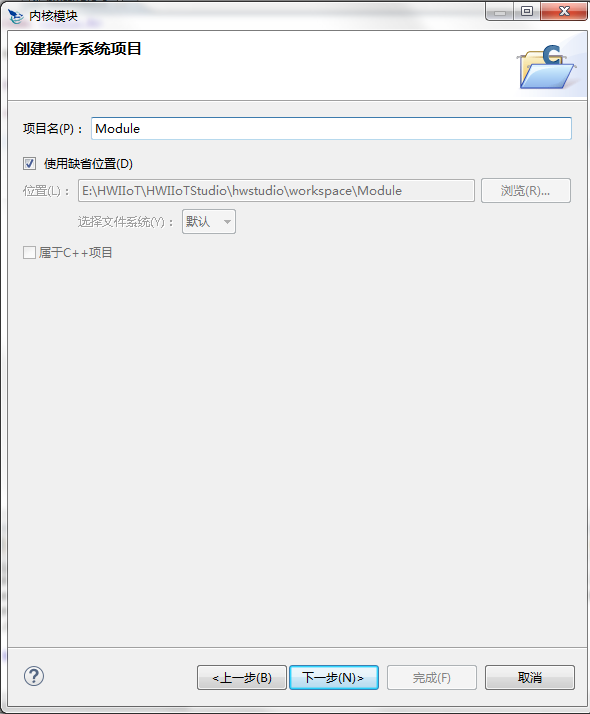 内核模块
创建操作系统项目
C
项目名(P)： Module
使用缺省位置(D)
位置(L)： E:\HWIIoT\HWIIoTStudio\hwstudio\workspace\Module 浏览(R)...
选择文件系统(Y)： 默认
属于C++项目
? <上一步(B) 下一步(N)> 完成(F) 取消